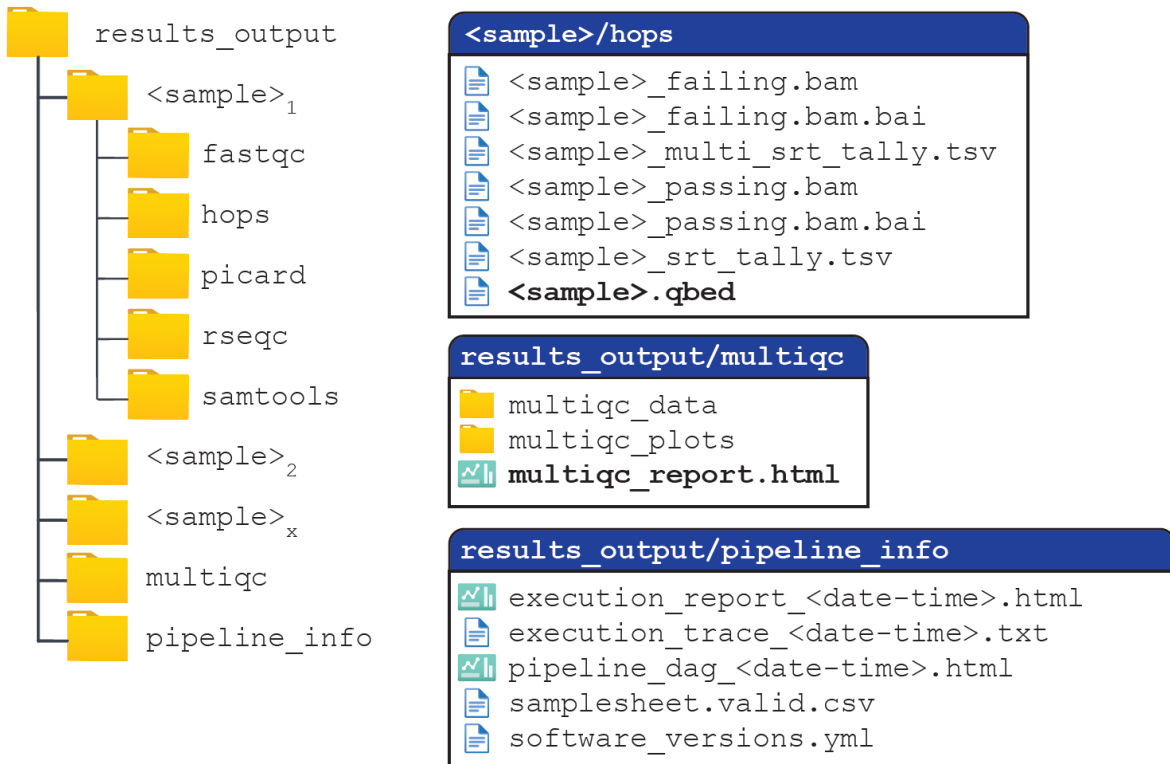 results_output
<sample>1
fastqc
hops
picard
rseqc
samtools
<sample>2
<sample>x
multiqc
pipeline_info
<sample>/hops
<sample>_failing.bam
<sample>_failing.bam.bai
<sample>_multi_srt_tally.tsv
<sample>_passing.bam
<sample>_passing.bam.bai
<sample>_srt_tally.tsv
<sample>.qbed
results_output/multiqc
multiqc_data
multiqc_plots
multiqc_report.html
results_output/pipeline_info
execution_report_<date-time>.html
execution_trace_<date-time>.txt
pipeline_dag_<date-time>.html
samplesheet.valid.csv
software_versions.yml